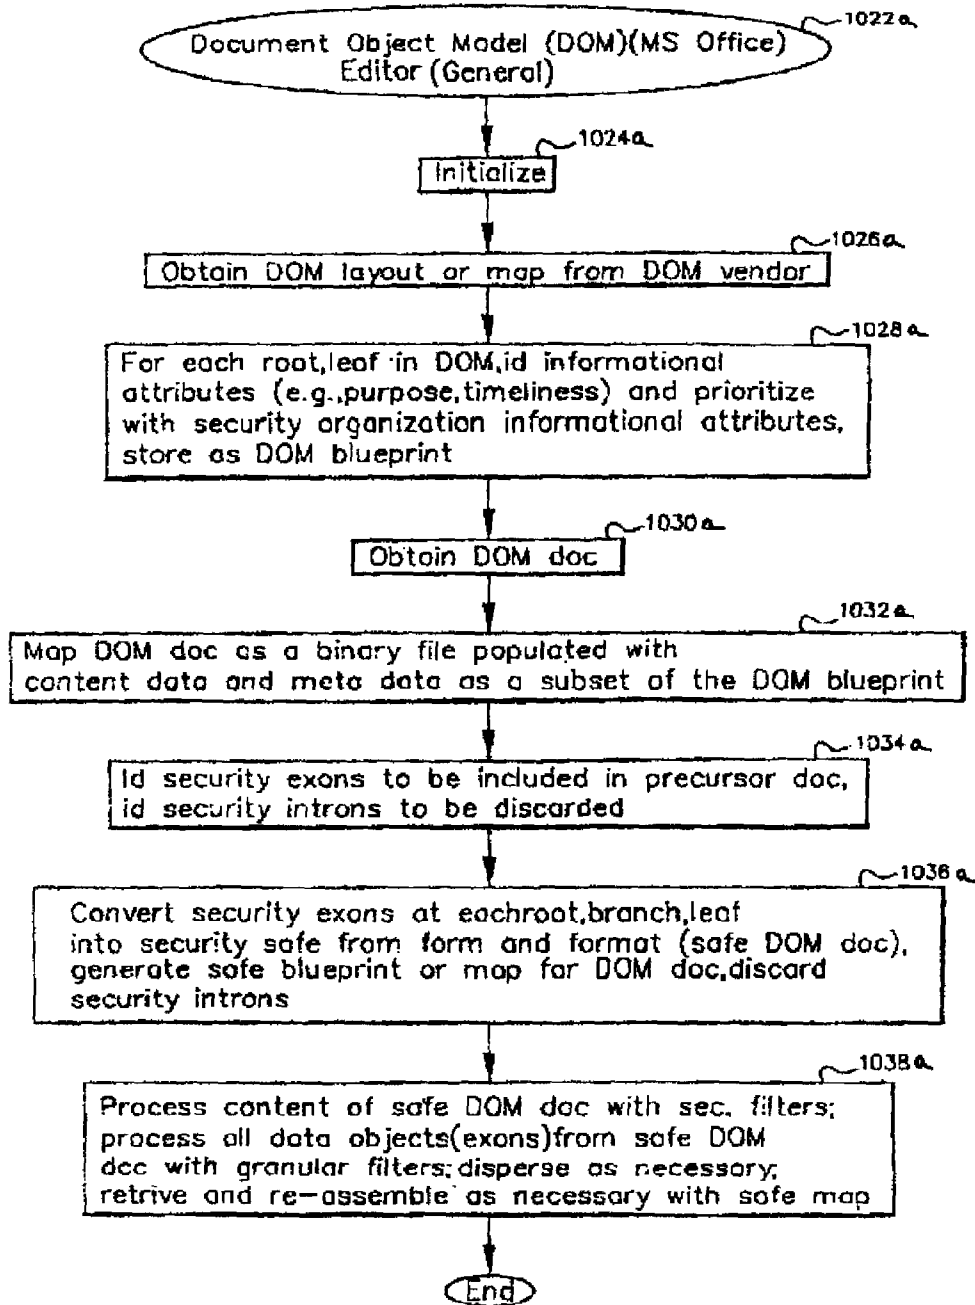 1022a
Document Object Model (DOM)(MS Office)
Editor (General)
1024a
Initialize
1026a
Obtain DOM layout or map from DOM vendor
1028a
For each root,leaf in DOM,id informational
attributes (e.g.,purpose,timeliness) and prioritize
with security organization informational attributes,
store as DOM blueprint
1030a
Obtain DOM doc
1032a
Map DOM doc as a binary file populated with
content data and meta data as a subset of the DOM blueprint
1034a
Id security exons to be included in precursor doc,
id security introns to be discarded
1036a
Convert security exons at eachroot,branch,leaf
into security safe from form and format (safe DOM doc),
generate safe blueprint or map for DOM doc,discard
security introns
1038a
Process content of safe DOM doc with sec. filters;
process all data objects(exons)from safe DOM
doc with granular filters;disperse as necessary;
retrive and re-assemble as necessary with safe map
End